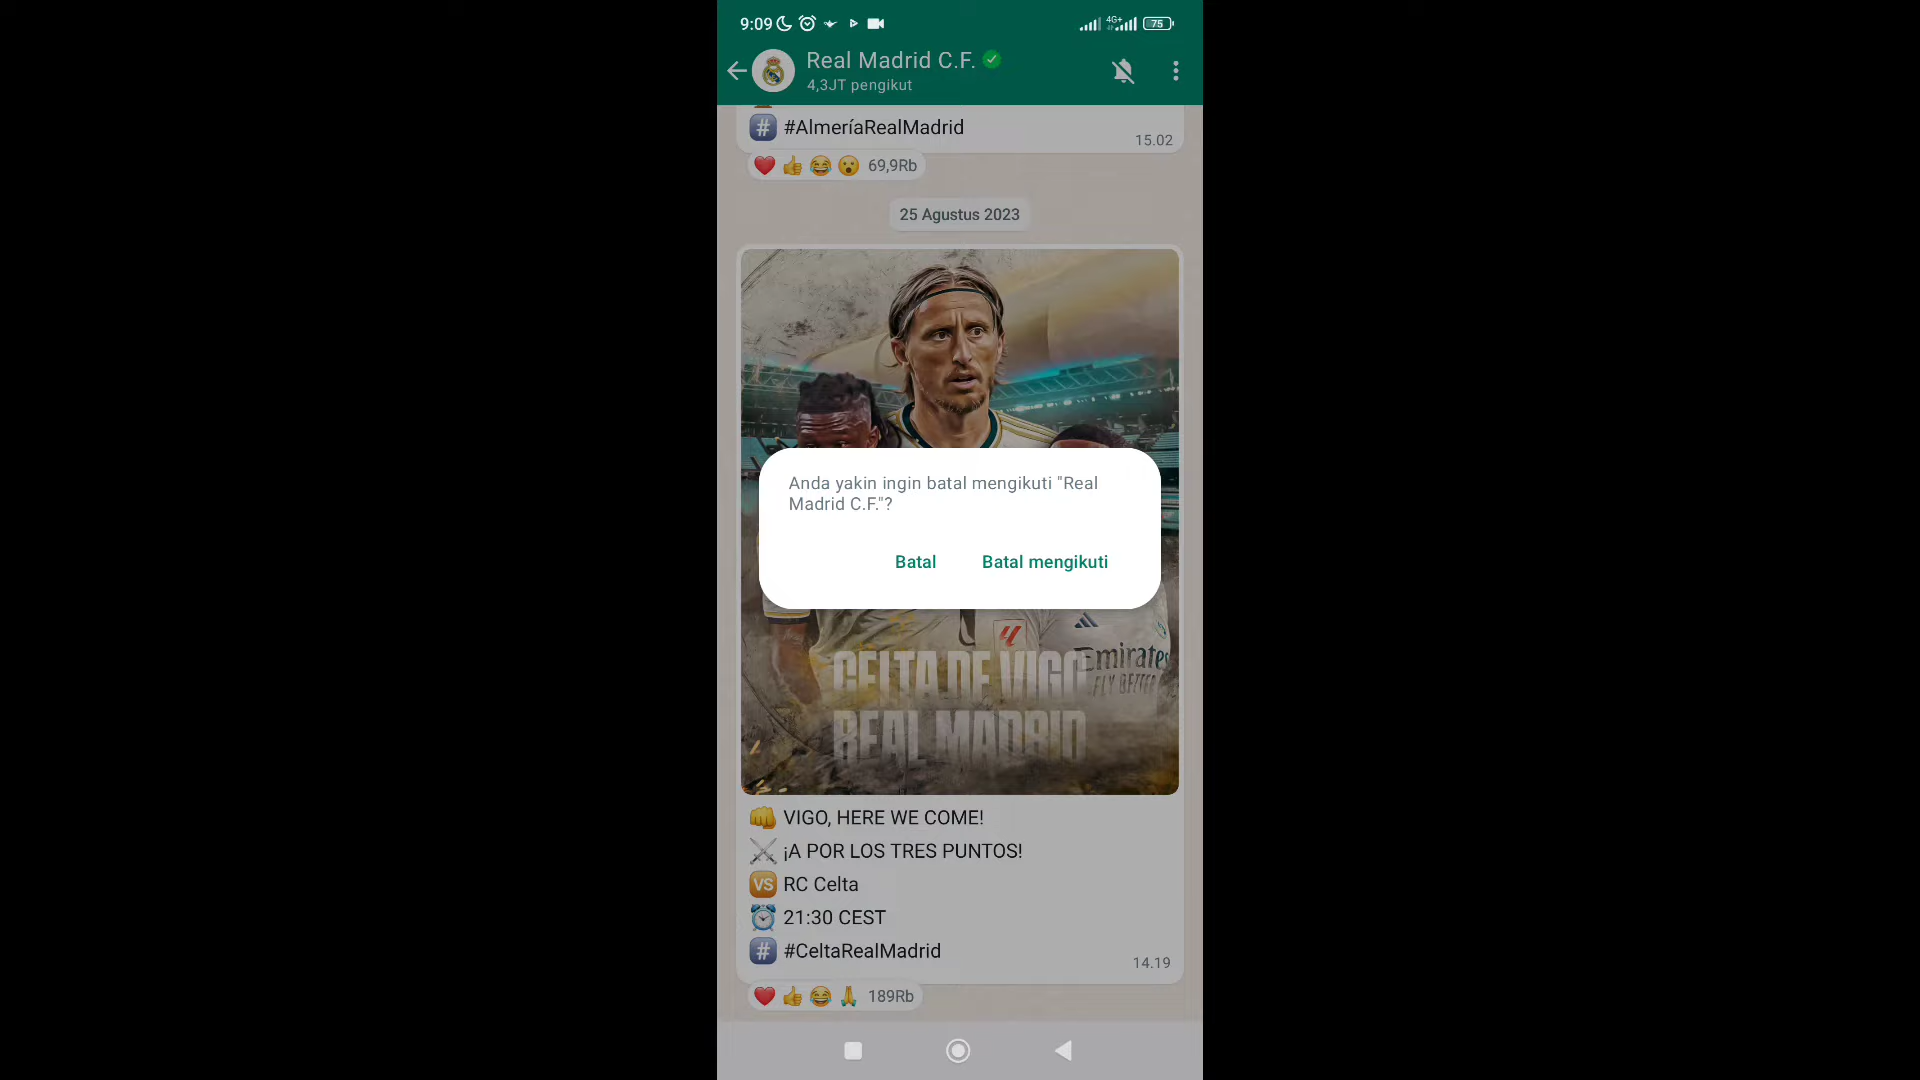 9:09
4G+
75
Real Madrid C.F.
4,3JT pengikut
#AlmeríaRealMadrid
15.02
69,9Rb
25 Agustus 2023
Anda yakin ingin batal mengikuti "Real
Madrid C.F."?
Batal
Batal mengikuti
Emirates
FLY BETTER
CELTA DE VIGO
REAL MADRID
👊 VIGO, HERE WE COME!
⚔️ ¡A POR LOS TRES PUNTOS!
🆚 RC Celta
⏰ 21:30 CEST
#️⃣ #CeltaRealMadrid
14.19
189Rb